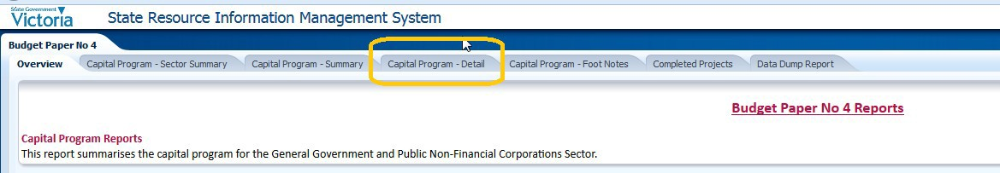 State Government
Victoria
State Resource Information Management System
Budget Paper No 4
Overview Capital Program - Sector Summary Capital Program - Summary Capital Program - Detail Capital Program - Foot Notes Completed Projects Data Dump Report
Budget Paper No 4 Reports
Capital Program Reports
This report summarises the capital program for the General Government and Public Non-Financial Corporations Sector.